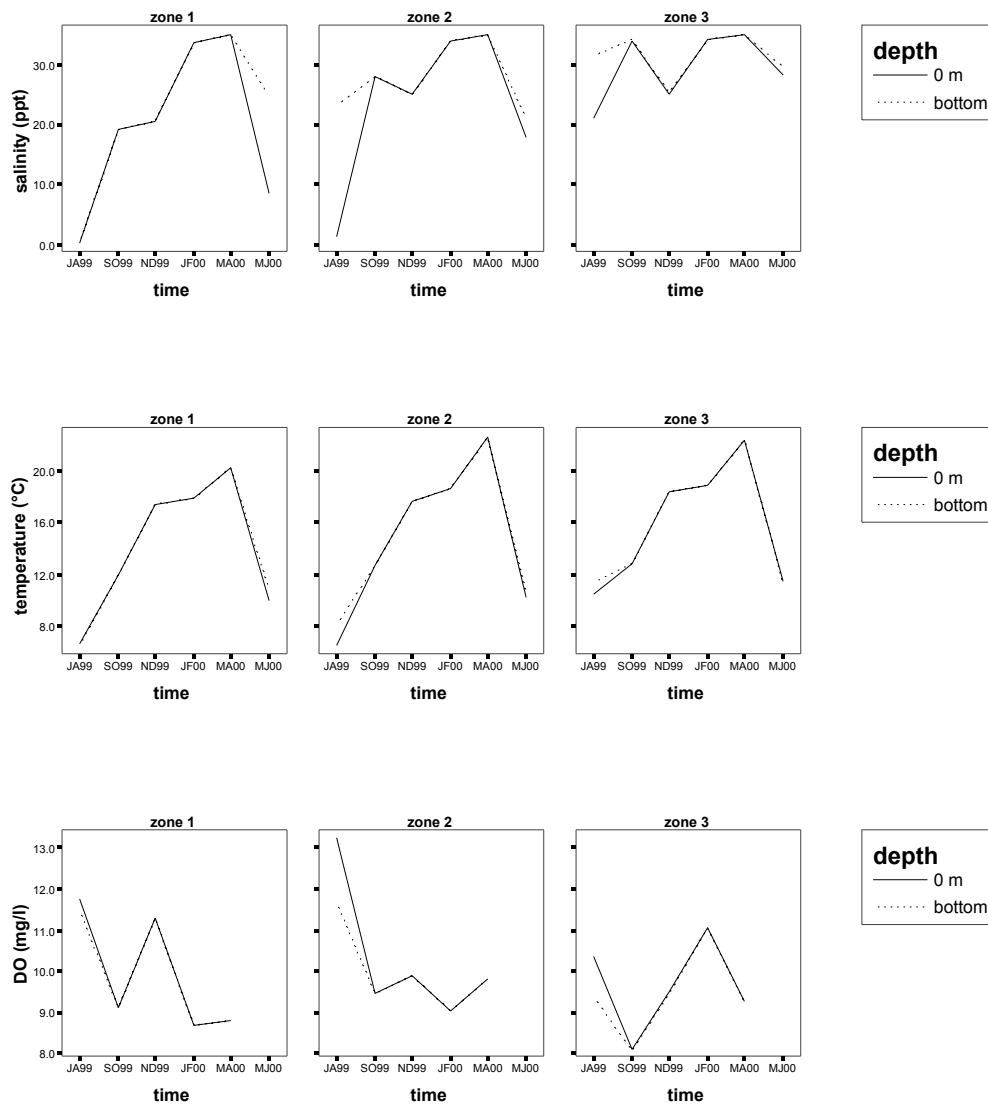 zone 1 zone 2 zone 3
depth
0 m
bottom
salinity (ppt)
30.0
20.0
10.0
0.0
JA99 SO99 ND99 JF00 MA00 MJ00 JA99 SO99 ND99 JF00 MA00 MJ00 JA99 SO99 ND99 JF00 MA00 MJ00
time time time
zone 1 zone 2 zone 3
depth
0 m
bottom
temperature (°C)
20.0
16.0
12.0
8.0
JA99 SO99 ND99 JF00 MA00 MJ00 JA99 SO99 ND99 JF00 MA00 MJ00 JA99 SO99 ND99 JF00 MA00 MJ00
time time time
zone 1 zone 2 zone 3
depth
0 m
bottom
DO (mg/l)
13.0
12.0
11.0
10.0
9.0
8.0
JA99 SO99 ND99 JF00 MA00 MJ00 JA99 SO99 ND99 JF00 MA00 MJ00 JA99 SO99 ND99 JF00 MA00 MJ00
time time time